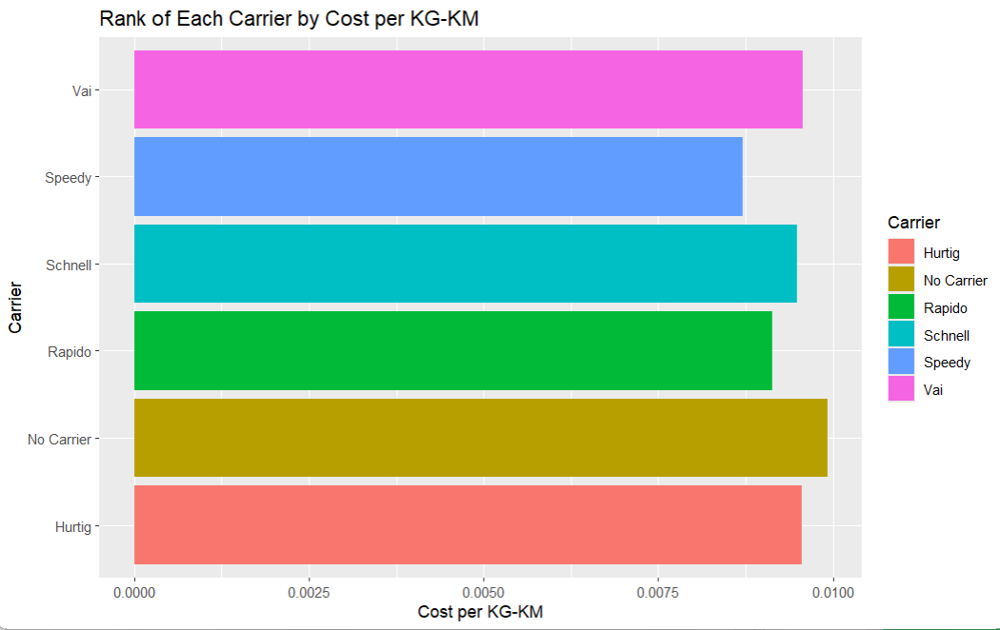 Rank of Each Carrier by Cost per KG-KM
Vai
Speedy
Schnell
Rapido
No Carrier
Hurtig
Carrier
0.0000 0.0025 0.0050 0.0075 0.0100
Cost per KG-KM
Carrier
Hurtig
No Carrier
Rapido
Schnell
Speedy
Vai